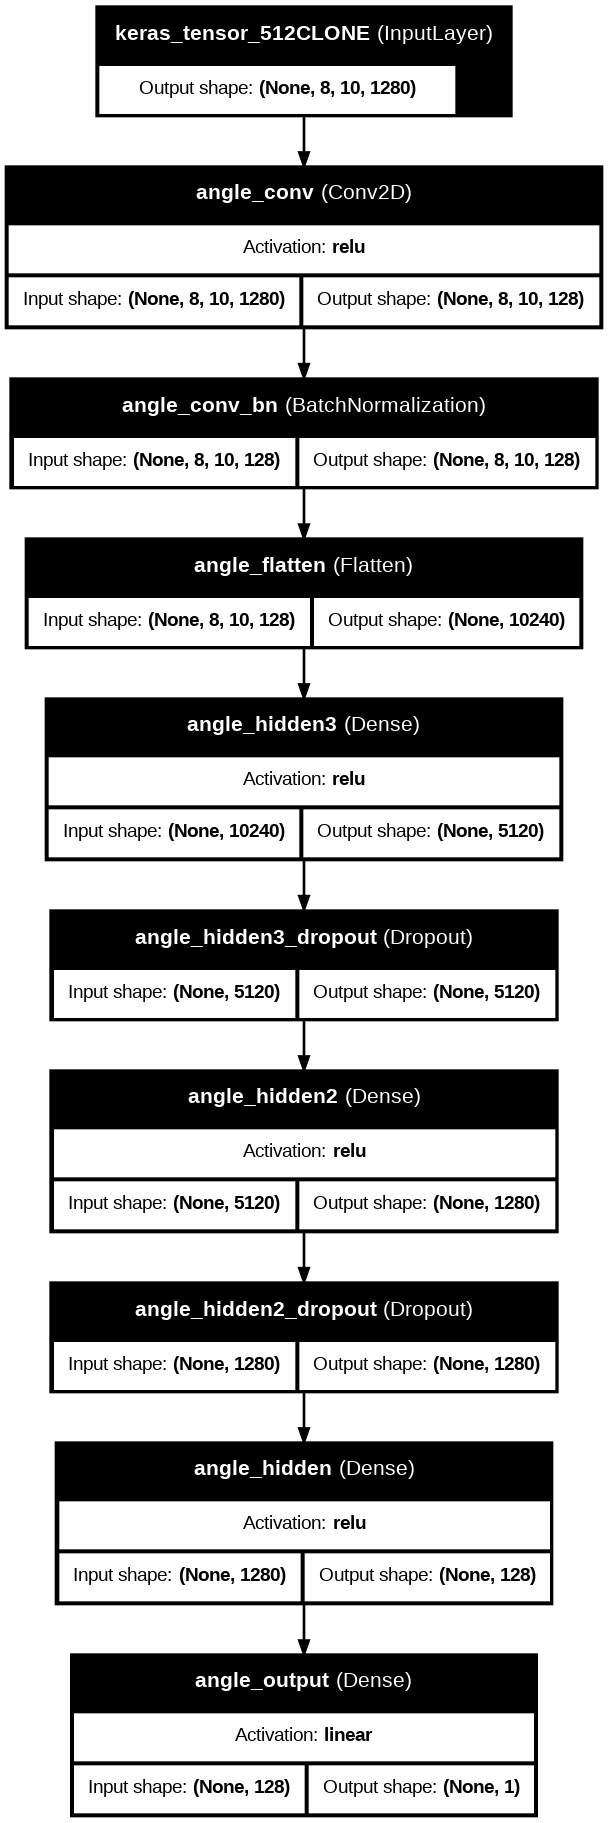 keras_tensor_512CLONE (InputLayer)
Output shape: (None, 8, 10, 1280)
angle_conv (Conv2D)
Activation: relu
Input shape: (None, 8, 10, 1280) Output shape: (None, 8, 10, 128)
angle_conv_bn (BatchNormalization)
Input shape: (None, 8, 10, 128) Output shape: (None, 8, 10, 128)
angle_flatten (Flatten)
Input shape: (None, 8, 10, 128) Output shape: (None, 10240)
angle_hidden3 (Dense)
Activation: relu
Input shape: (None, 10240) Output shape: (None, 5120)
angle_hidden3_dropout (Dropout)
Input shape: (None, 5120) Output shape: (None, 5120)
angle_hidden2 (Dense)
Activation: relu
Input shape: (None, 5120) Output shape: (None, 1280)
angle_hidden2_dropout (Dropout)
Input shape: (None, 1280) Output shape: (None, 1280)
angle_hidden (Dense)
Activation: relu
Input shape: (None, 1280) Output shape: (None, 128)
angle_output (Dense)
Activation: linear
Input shape: (None, 128) Output shape: (None, 1)